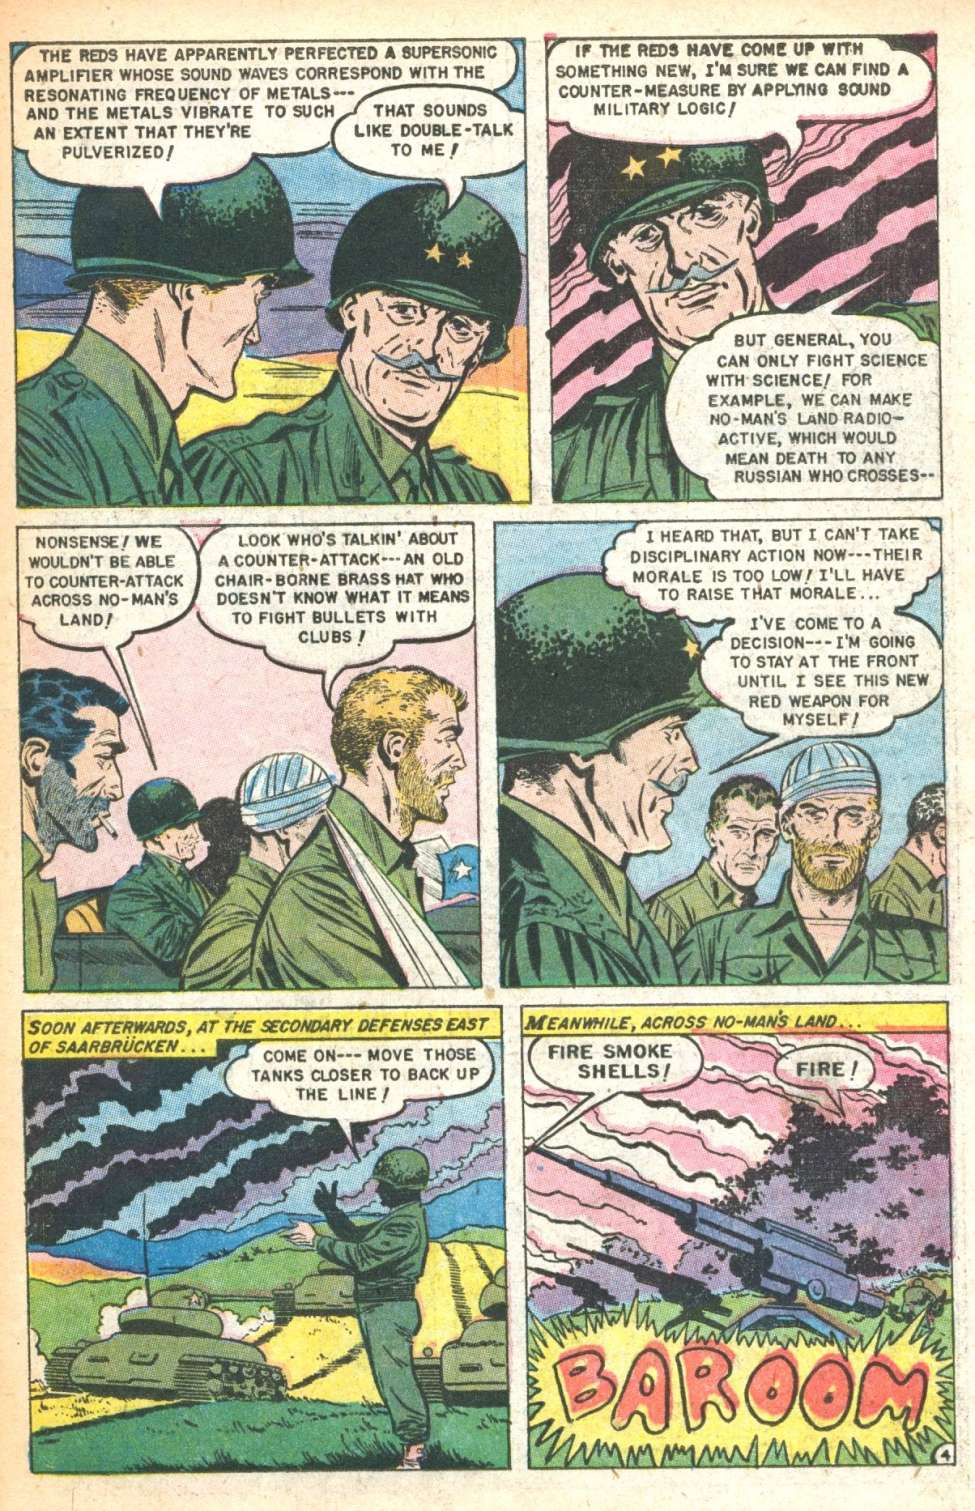 THE REDS HAVE APPARENTLY PERFECTED A SUPERSONIC
AMPLIFIER WHOSE SOUND WAVES CORRESPOND WITH THE
RESONATING FREQUENCY OF METALS---
AND THE METALS VIBRATE TO SUCH
AN EXTENT THAT THEY'RE
PULVERIZED!
THAT SOUNDS
LIKE DOUBLE-TALK
TO ME!
IF THE REDS HAVE COME UP WITH
SOMETHING NEW, I'M SURE WE CAN FIND A
COUNTER-MEASURE BY APPLYING SOUND
MILITARY LOGIC!
BUT GENERAL, YOU
CAN ONLY FIGHT SCIENCE
WITH SCIENCE! FOR
EXAMPLE, WE CAN MAKE
NO-MAN'S LAND RADIO-
ACTIVE, WHICH WOULD
MEAN DEATH TO ANY
RUSSIAN WHO CROSSES--
NONSENSE! WE
WOULDN'T BE ABLE
TO COUNTER-ATTACK
ACROSS NO-MAN'S
LAND!
LOOK WHO'S TALKIN' ABOUT
A COUNTER-ATTACK---AN OLD
CHAIR-BORNE BRASS HAT WHO
DOESN'T KNOW WHAT IT MEANS
TO FIGHT BULLETS WITH
CLUBS!
I HEARD THAT, BUT I CAN'T TAKE
DISCIPLINARY ACTION NOW---THEIR
MORALE IS TOO LOW! I'LL HAVE
TO RAISE THAT MORALE...
I'VE COME TO A
DECISION---I'M GOING
TO STAY AT THE FRONT
UNTIL I SEE THIS NEW
RED WEAPON FOR
MYSELF!
SOON AFTERWARDS, AT THE SECONDARY DEFENSES EAST
OF SAARBRÜCKEN...
COME ON---MOVE THOSE
TANKS CLOSER TO BACK UP
THE LINE!
MEANWHILE, ACROSS NO-MAN'S LAND...
FIRE SMOKE
SHELLS!
FIRE!
BAROOM
4